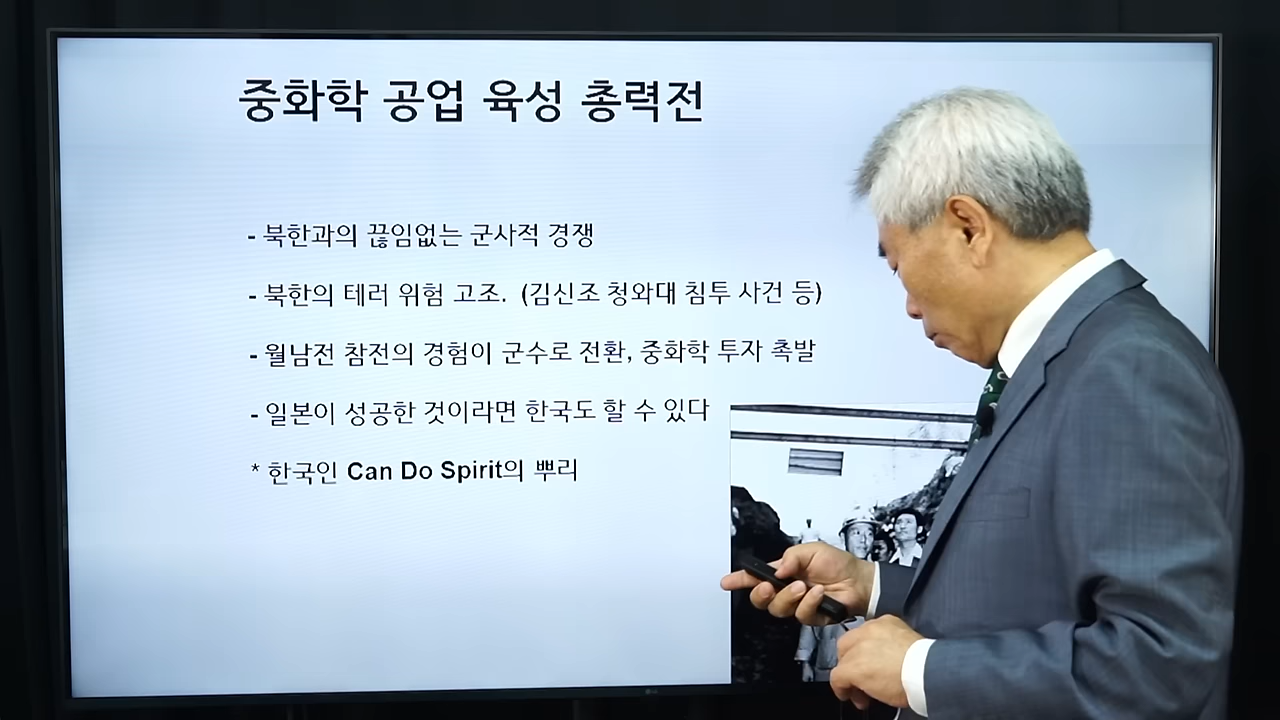 중화학 공업 육성 총력전
- 북한과의 끊임없는 군사적 경쟁
- 북한의 테러 위험 고조. (김신조 청와대 침투 사건 등)
- 월남전 참전의 경험이 군수로 전환, 중화학 투자 촉발
- 일본이 성공한 것이라면 한국도 할 수 있다
* 한국인 Can Do Spirit의 뿌리
LG